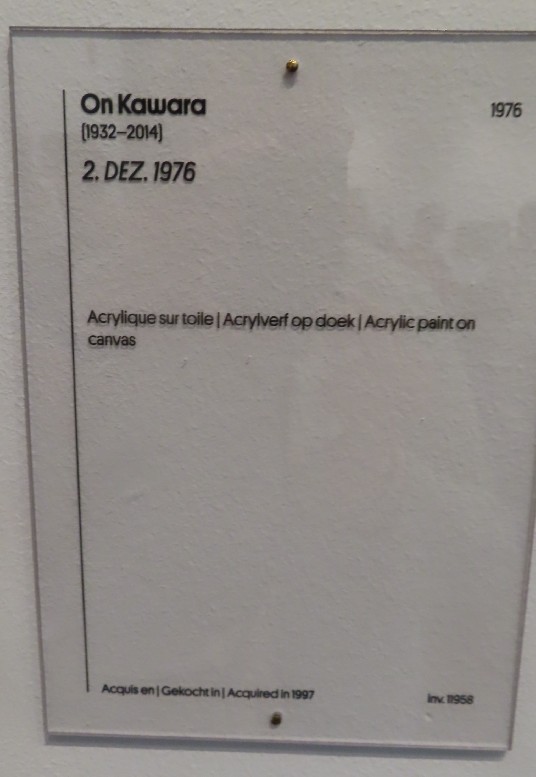 On Kawara
1976
(1932–2014)
2. DEZ. 1976
Acrylique sur toile | Acrylverf op doek | Acrylic paint on
canvas
Acquis en | Gekocht in | Acquired in 1997
Inv. 11958